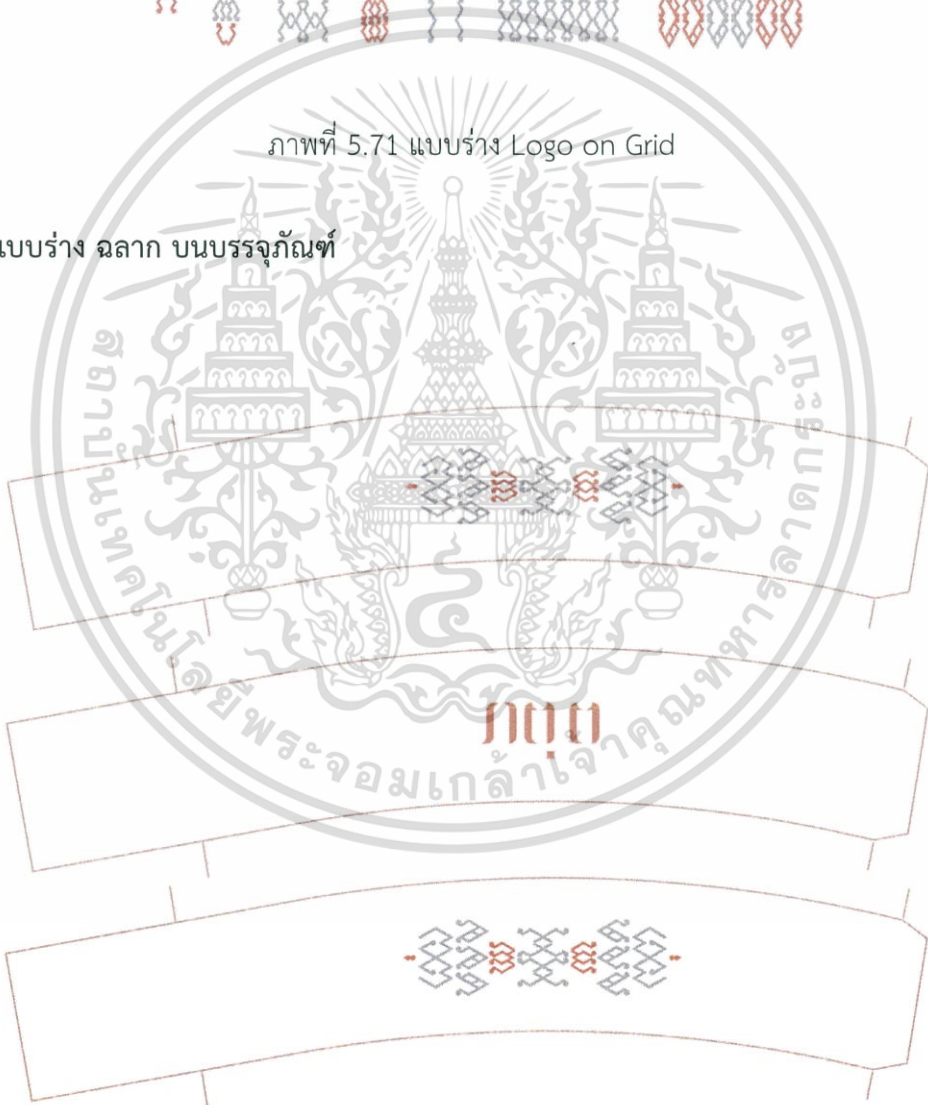 ภาพที่ 5.71 แบบร่าง Logo on Grid
แบบร่าง ฉลาก บนบรรจุภัณฑ์
สถาบันเทคโนโลยีพระจอมเกล้าเจ้าคุณทหารลาดกระบัง